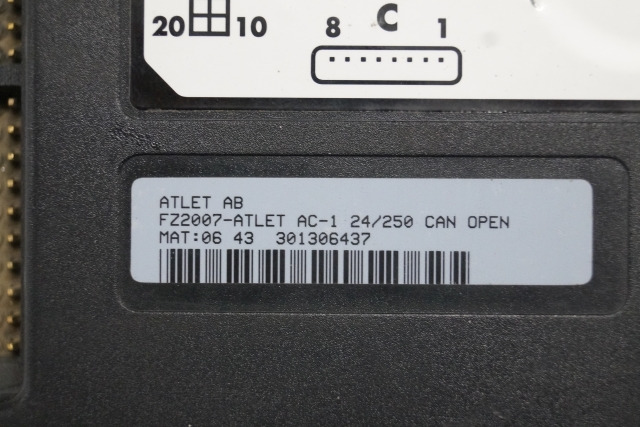 20 10 8 C 1
ATLET AB
FZ2007-ATLET AC-1 24/250 CAN OPEN
MAT:06 43 301306437